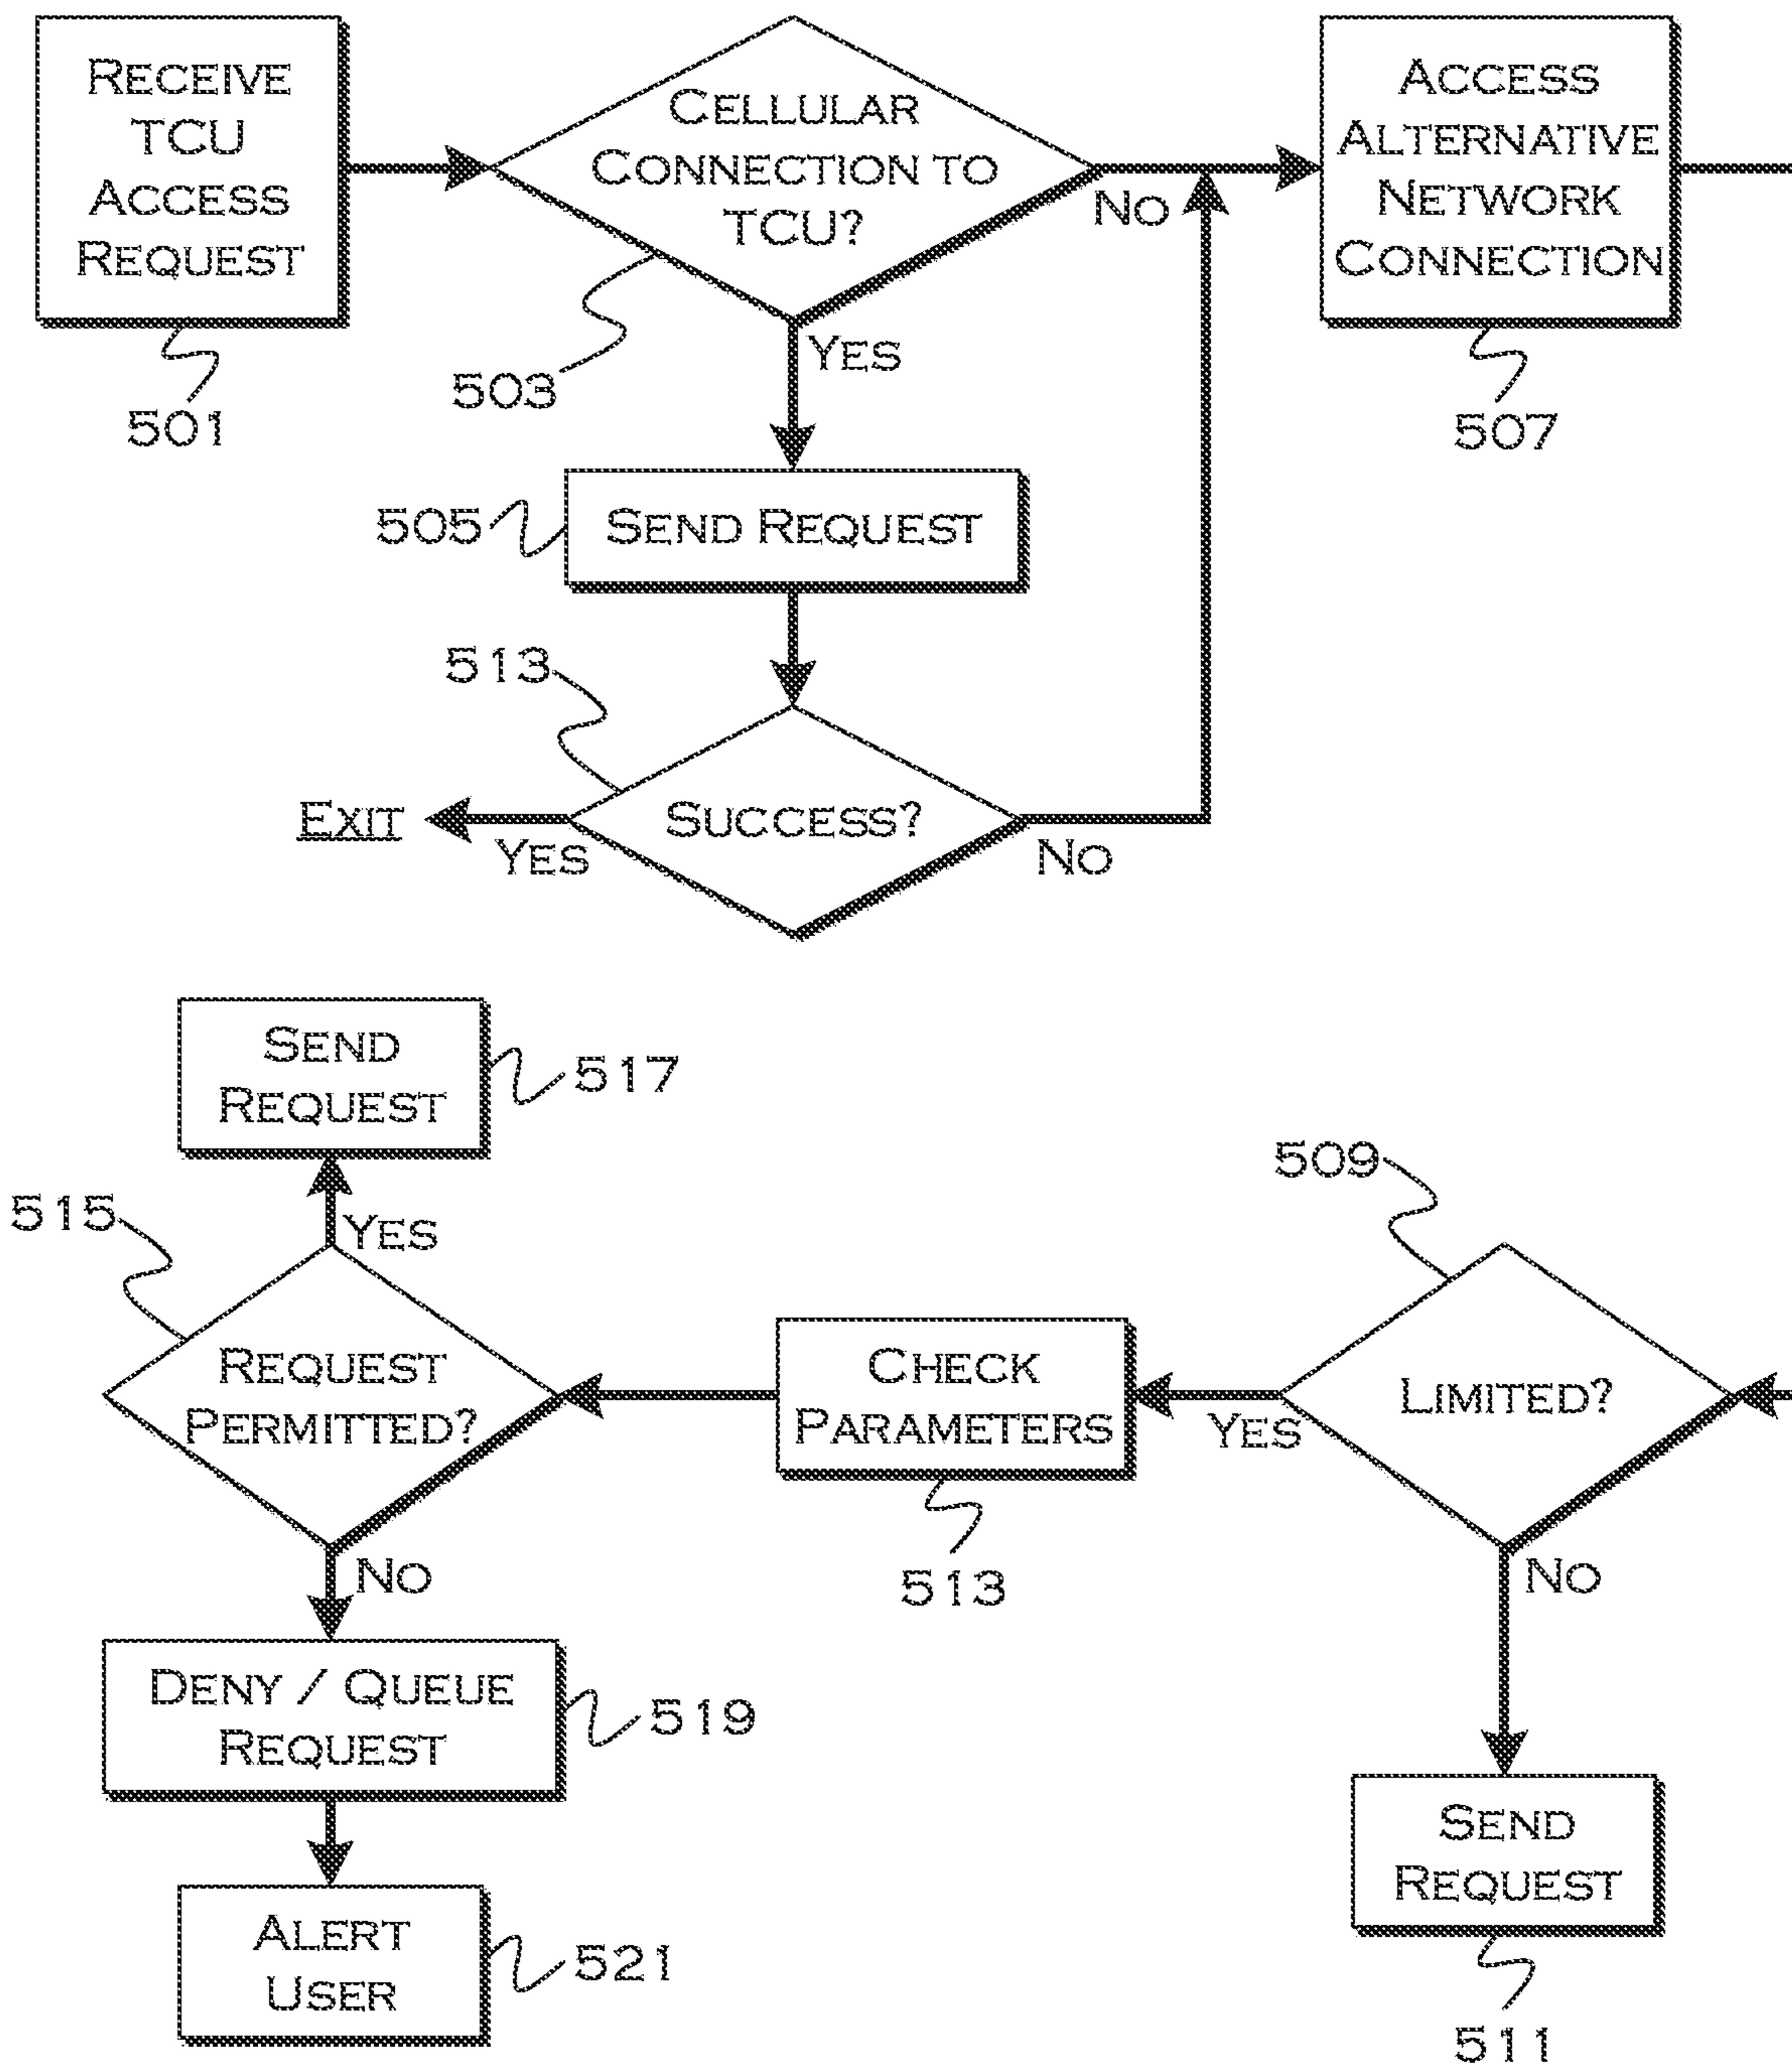 RECEIVE
TCU
ACCESS
REQUEST
501
CELLULAR
CONNECTION TO
TCU?
503
NO
YES
ACCESS
ALTERNATIVE
NETWORK
CONNECTION
507
505
SEND REQUEST
513
SUCCESS?
EXIT
YES
NO
SEND
REQUEST
517
515
YES
REQUEST
PERMITTED?
NO
CHECK
PARAMETERS
513
509
LIMITED?
YES
NO
DENY / QUEUE
REQUEST
519
ALERT
USER
521
SEND
REQUEST
511